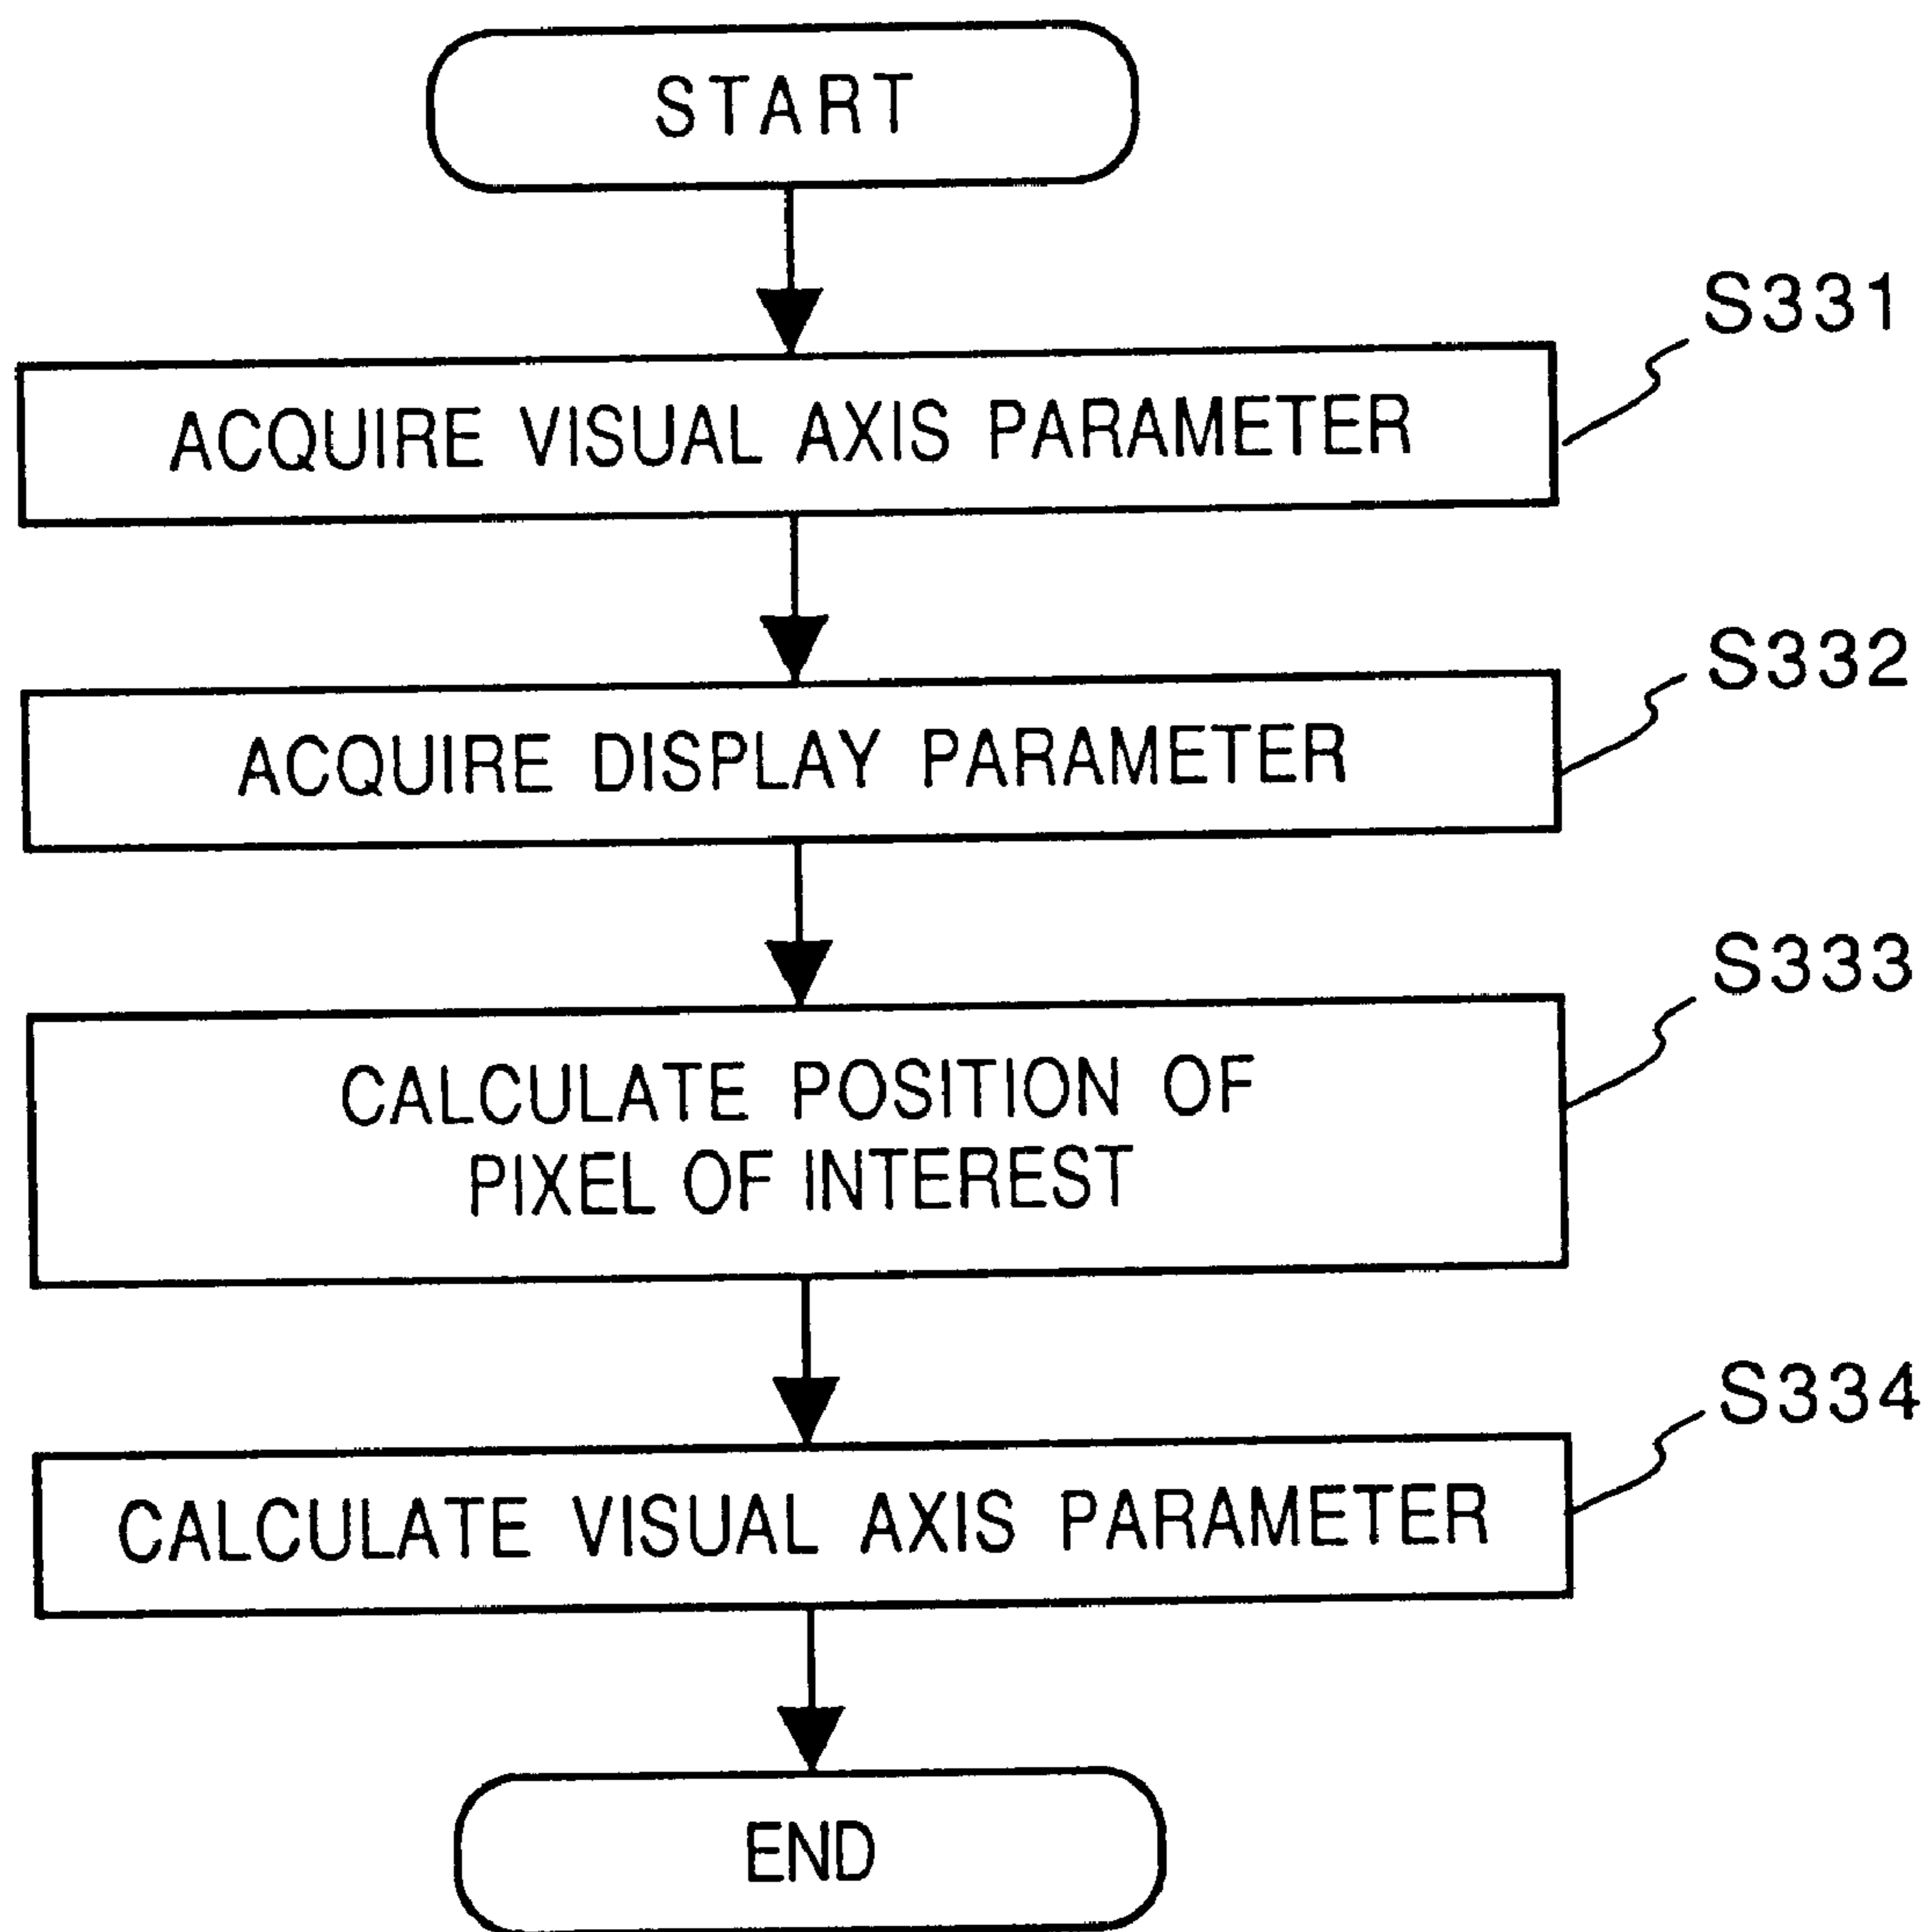 START
S331
ACQUIRE VISUAL AXIS PARAMETER
S332
ACQUIRE DISPLAY PARAMETER
S333
CALCULATE POSITION OF
PIXEL OF INTEREST
S334
CALCULATE VISUAL AXIS PARAMETER
END